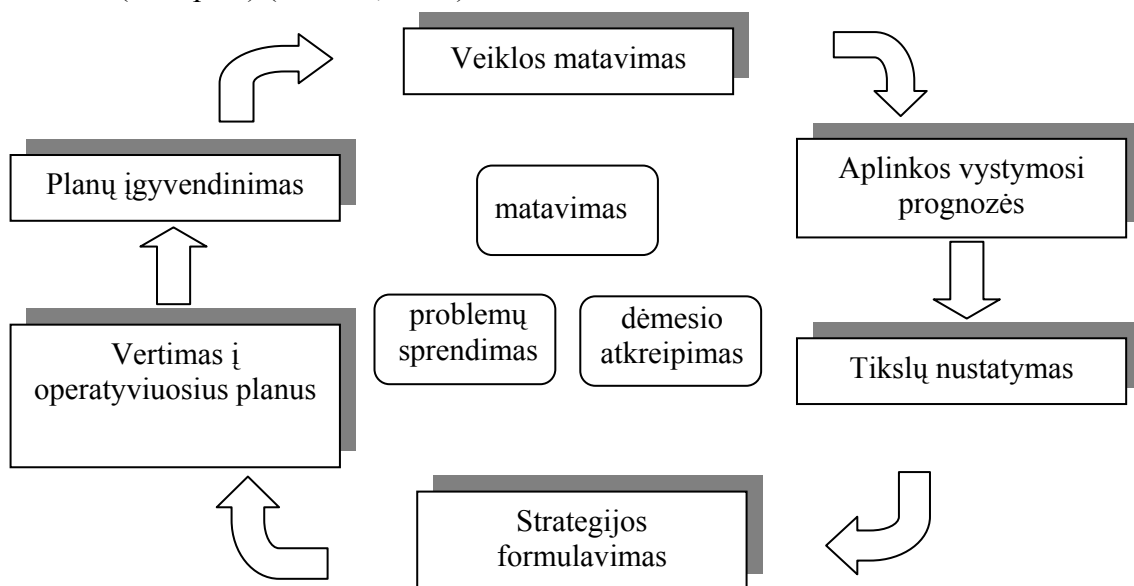 Veiklos matavimas
Planų įgyvendinimas
Aplinkos vystymosi
prognozės
matavimas
problemų
sprendimas
dėmesio
atkreipimas
Vertimas į
operatyviuosius planus
Tikslų nustatymas
Strategijos
formulavimas